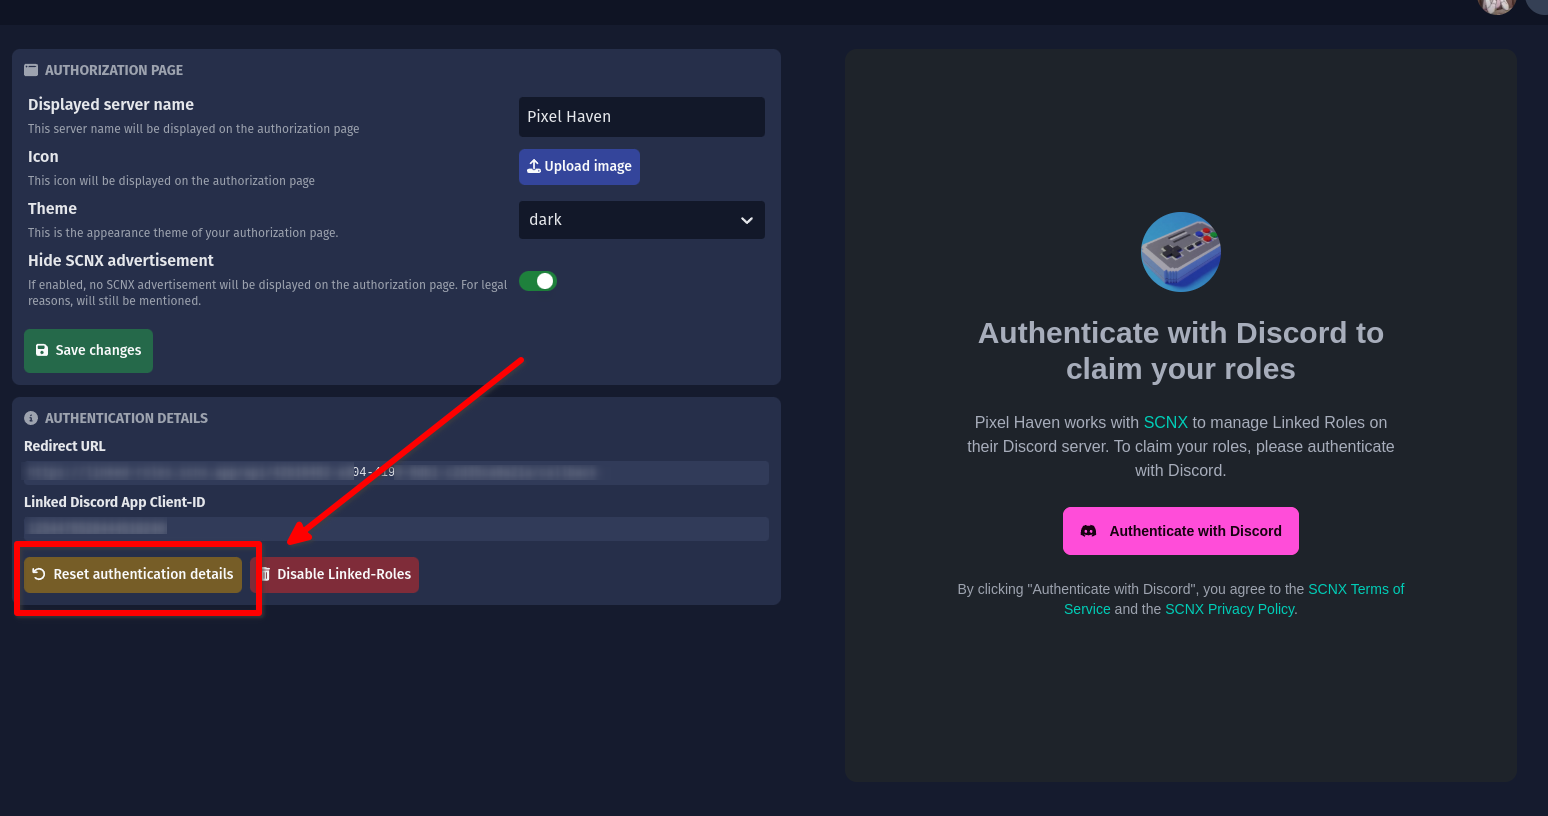 AUTHORIZATION PAGE
Displayed server name
This server name will be displayed on the authorization page
Pixel Haven
Icon
This icon will be displayed on the authorization page
Upload image
Theme
This is the appearance theme of your authorization page.
dark
Hide SCNX advertisement
If enabled, no SCNX advertisement will be displayed on the authorization page. For legal
reasons, will still be mentioned.
Save changes
AUTHENTICATION DETAILS
Redirect URL
Linked Discord App Client-ID
Reset authentication details
Disable Linked-Roles
Authenticate with Discord to
claim your roles
Pixel Haven works with SCNX to manage Linked Roles on
their Discord server. To claim your roles, please authenticate
with Discord.
Authenticate with Discord
By clicking "Authenticate with Discord", you agree to the SCNX Terms of
Service and the SCNX Privacy Policy.